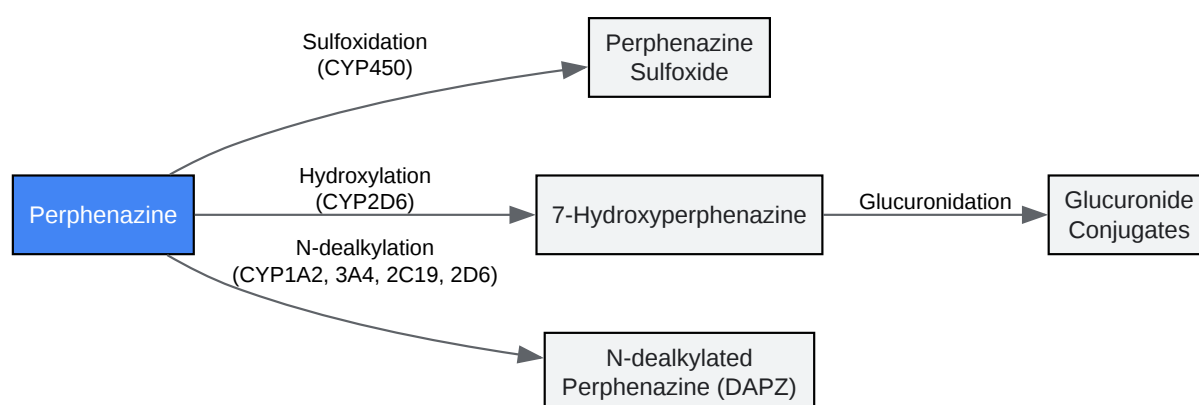 Sulfoxidation
(CYP450)
Perphenazine
Sulfoxide
Perphenazine
Hydroxylation
(CYP2D6)
7-Hydroxyperphenazine
Glucuronidation
Glucuronide
Conjugates
N-dealkylation
(CYP1A2, 3A4, 2C19, 2D6)
N-dealkylated
Perphenazine (DAPZ)